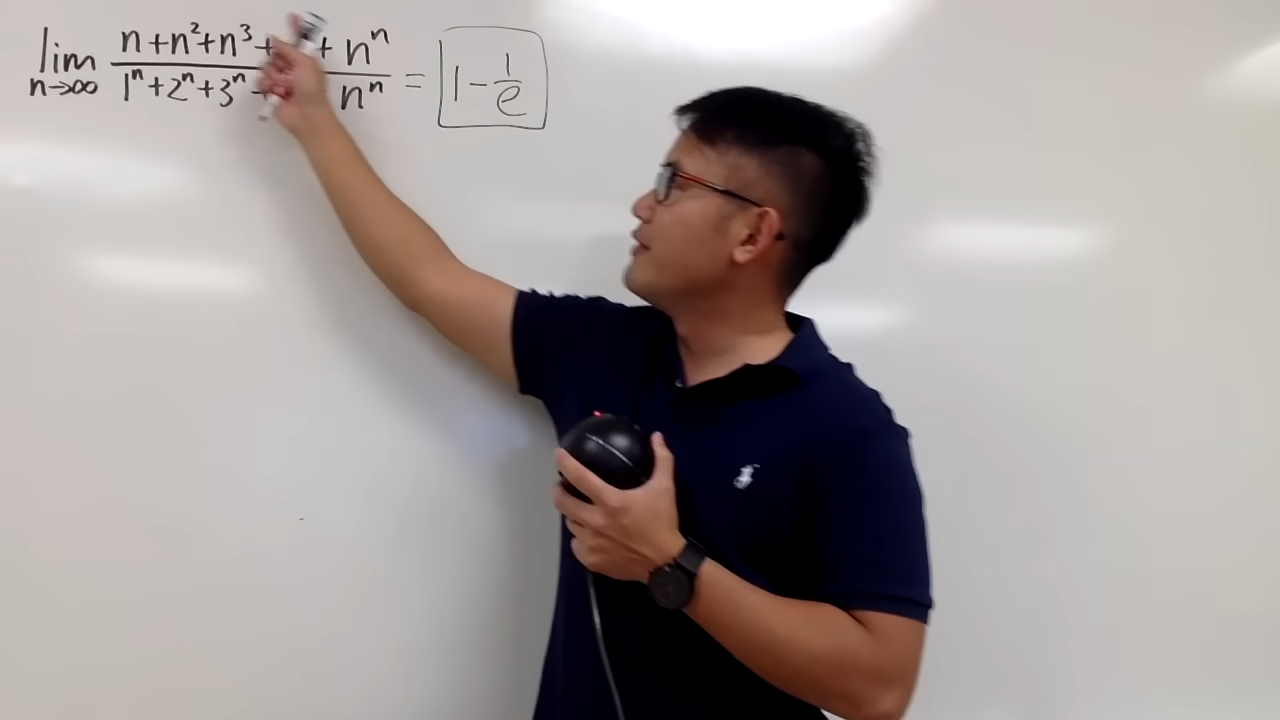 lim n→∞ (n+n²+n³+ + nⁿ)/(1ⁿ+2ⁿ+3ⁿ+ nⁿ) = 1-1/e